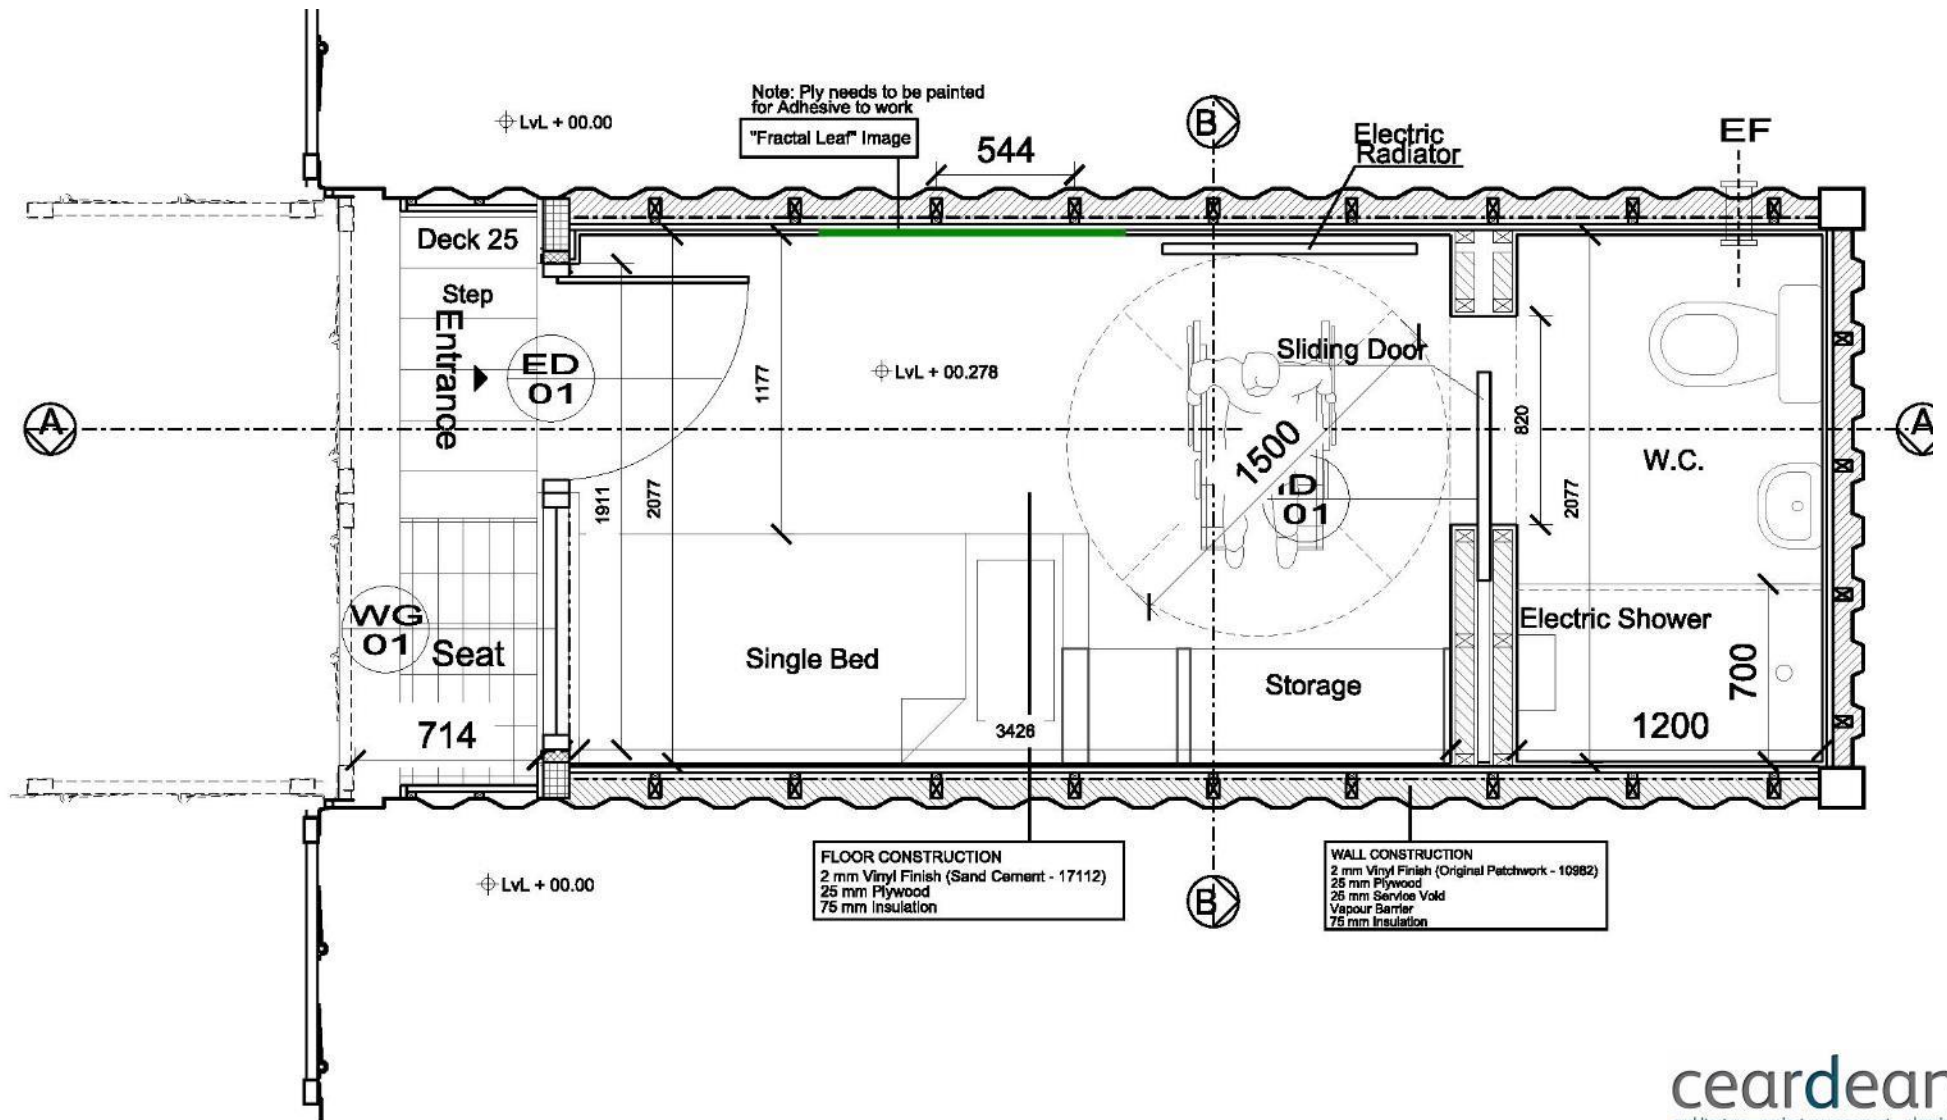 Note: Ply needs to be painted
for Adhesive to work
"Fractal Leaf" Image
LvL + 00.00
544
B
Electric
Radiator
EF
Deck 25
Step
Entrance
ED
01
1177
LvL + 00.278
Sliding Door
1500
820
A
A
W.C.
1911
2077
ID
01
2077
WG
01
Seat
Single Bed
Storage
Electric Shower
700
714
3426
1200
FLOOR CONSTRUCTION
2 mm Vinyl Finish (Sand Cement - 17112)
25 mm Plywood
75 mm Insulation
WALL CONSTRUCTION
2 mm Vinyl Finish (Original Patchwork - 10982)
25 mm Plywood
25 mm Service Void
Vapour Barrier
75 mm Insulation
LvL + 00.00
B
ceardean